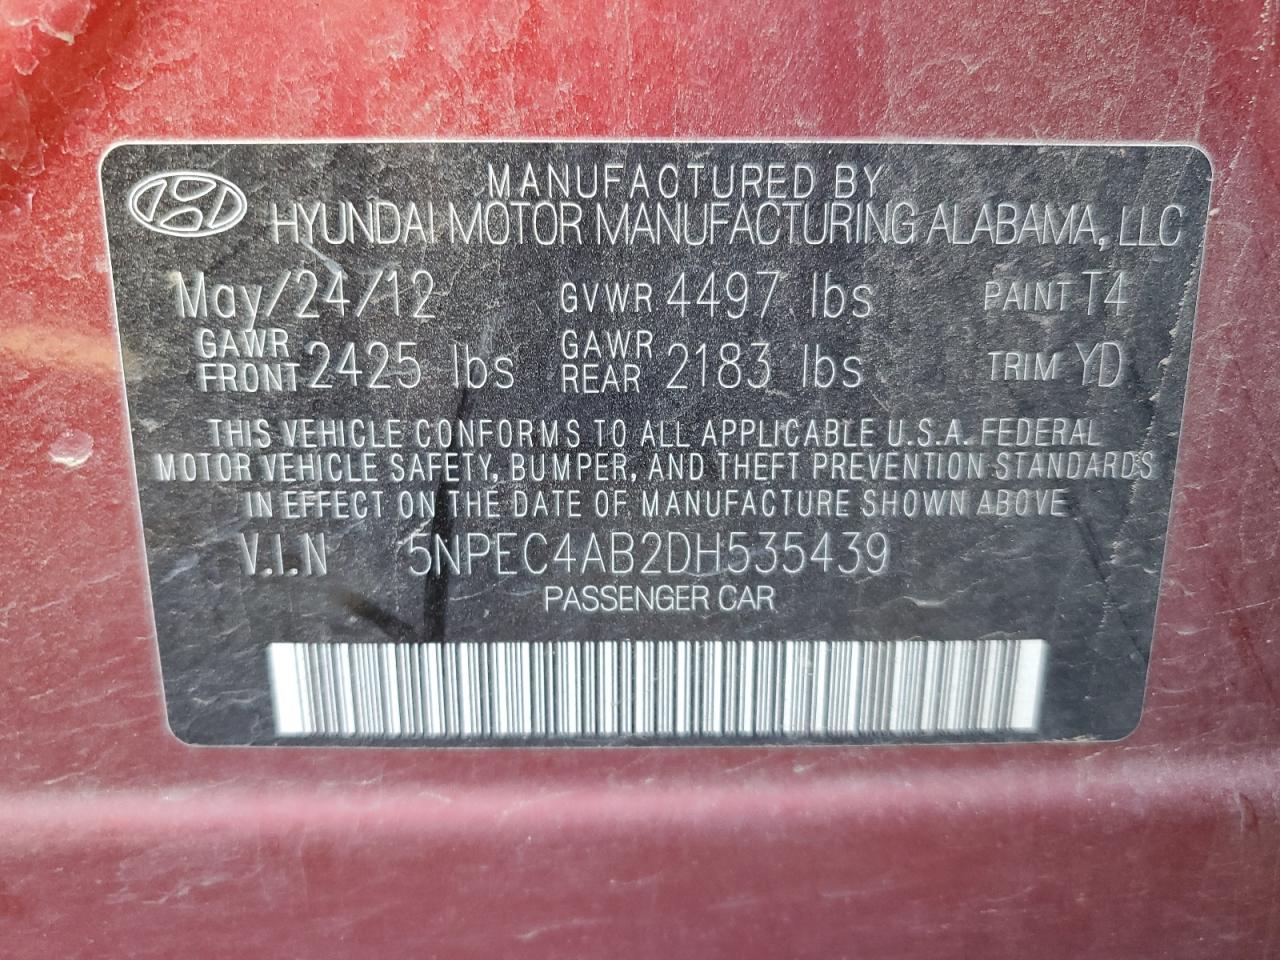 MANUFACTURED BY
HYUNDAI MOTOR MANUFACTURING ALABAMA, LLC
May/24/12 GVWR 4497 lbs PAINT T4
GAWR FRONT 2425 lbs GAWR REAR 2183 lbs TRIM YD
THIS VEHICLE CONFORMS TO ALL APPLICABLE U.S.A. FEDERAL
MOTOR VEHICLE SAFETY, BUMPER, AND THEFT PREVENTION STANDARDS
IN EFFECT ON THE DATE OF MANUFACTURE SHOWN ABOVE
V.I.N 5NPEC4AB2DH535439
PASSENGER CAR